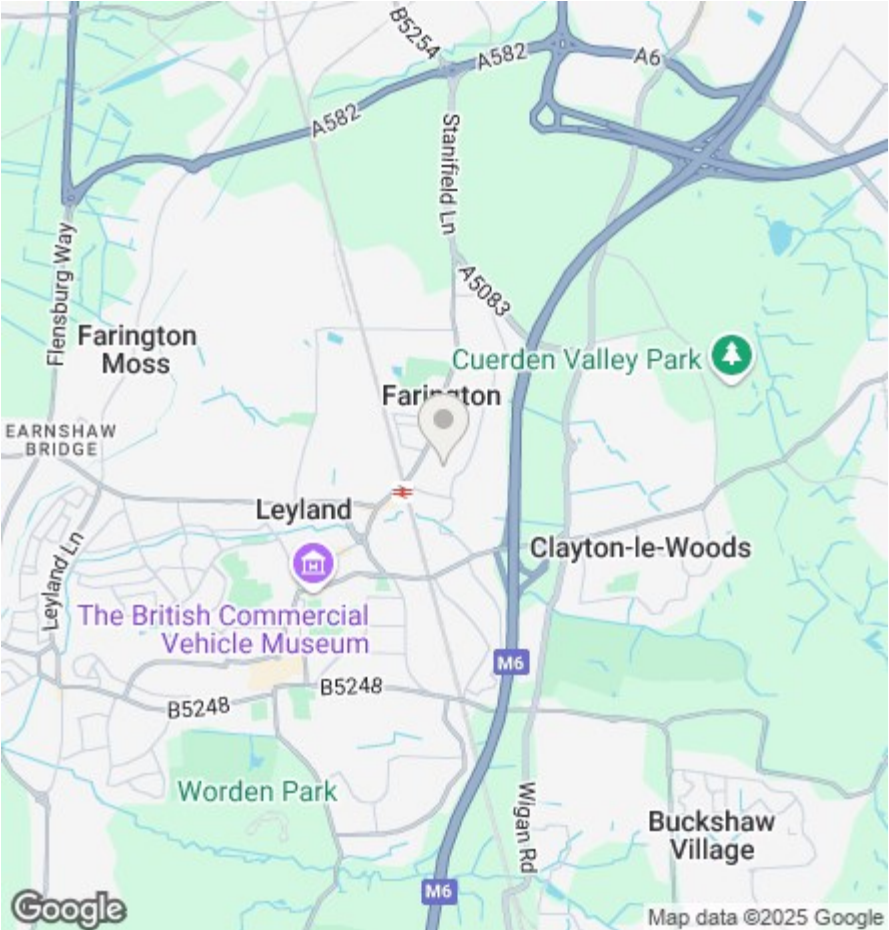 B5254
A582
A6
A582
Stanifield Ln
Flensburg Way
A5083
Farington
Moss
Cuerden Valley Park
Farington
EARNSHAW
BRIDGE
Leyland
Clayton-le-Woods
Leyland Ln
The British Commercial
Vehicle Museum
M6
B5248
B5248
Worden Park
Wigan Rd
Buckshaw
Village
M6
Google
Map data ©2025 Google